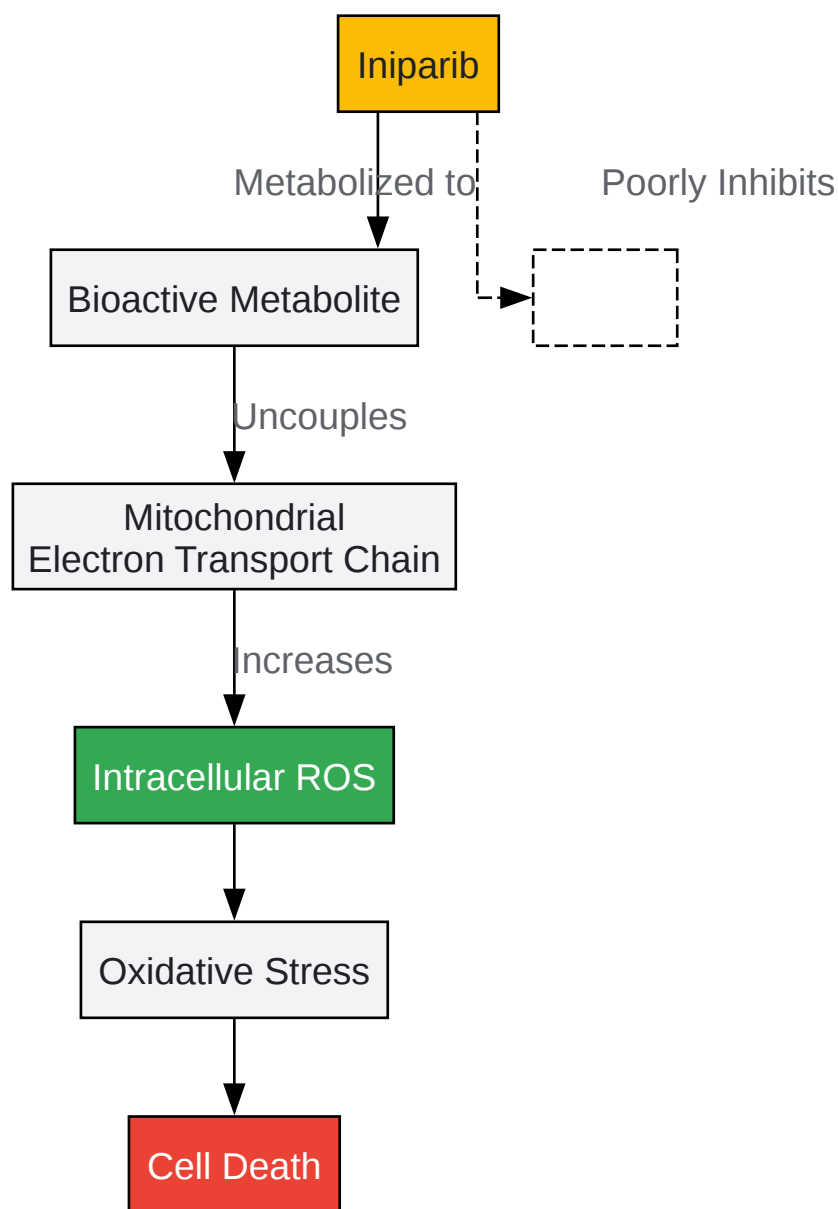 Iniparib
Metabolized to
Poorly Inhibits
Bioactive Metabolite
Uncouples
Mitochondrial
Electron Transport Chain
Increases
Intracellular ROS
Oxidative Stress
Cell Death